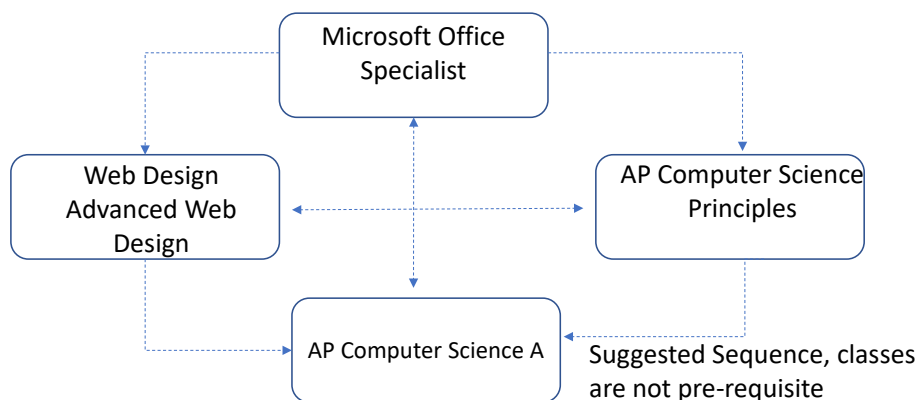 Microsoft Office
Specialist
Web Design
Advanced Web
Design
AP Computer Science
Principles
AP Computer Science A
Suggested Sequence, classes
are not pre-requisite